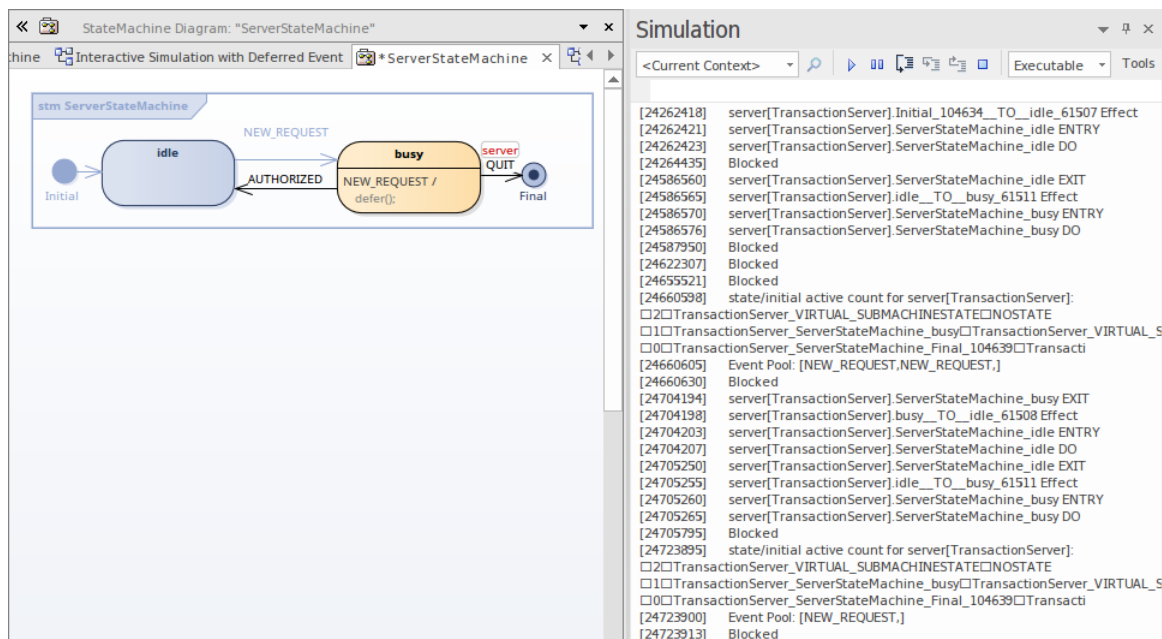 StateMachine Diagram: "ServerStateMachine"
hine Interactive Simulation with Deferred Event *ServerStateMachine
stm ServerStateMachine
NEW_REQUEST
idle
busy
server
QUIT
AUTHORIZED
NEW_REQUEST /
defer();
Initial
Final
Simulation
<Current Context> Executable Tools
[24262418] server[TransactionServer].Initial_104634__TO__idle_61507 Effect
[24262421] server[TransactionServer].ServerStateMachine_idle ENTRY
[24262423] server[TransactionServer].ServerStateMachine_idle DO
[24264435] Blocked
[24586560] server[TransactionServer].ServerStateMachine_idle EXIT
[24586565] server[TransactionServer].idle__TO__busy_61511 Effect
[24586570] server[TransactionServer].ServerStateMachine_busy ENTRY
[24586576] server[TransactionServer].ServerStateMachine_busy DO
[24587950] Blocked
[24622307] Blocked
[24655521] Blocked
[24660598] state/initial active count for server[TransactionServer]:
□2□TransactionServer_VIRTUAL_SUBMACHINESTATE□NOSTATE
□1□TransactionServer_ServerStateMachine_busy□TransactionServer_VIRTUAL_S
□0□TransactionServer_ServerStateMachine_Final_104639□Transacti
[24660605] Event Pool: [NEW_REQUEST,NEW_REQUEST,]
[24660630] Blocked
[24704194] server[TransactionServer].ServerStateMachine_busy EXIT
[24704198] server[TransactionServer].busy__TO__idle_61508 Effect
[24704203] server[TransactionServer].ServerStateMachine_idle ENTRY
[24704207] server[TransactionServer].ServerStateMachine_idle DO
[24705250] server[TransactionServer].ServerStateMachine_idle EXIT
[24705255] server[TransactionServer].idle__TO__busy_61511 Effect
[24705260] server[TransactionServer].ServerStateMachine_busy ENTRY
[24705265] server[TransactionServer].ServerStateMachine_busy DO
[24705795] Blocked
[24723895] state/initial active count for server[TransactionServer]:
□2□TransactionServer_VIRTUAL_SUBMACHINESTATE□NOSTATE
□1□TransactionServer_ServerStateMachine_busy□TransactionServer_VIRTUAL_S
□0□TransactionServer_ServerStateMachine_Final_104639□Transacti
[24723900] Event Pool: [NEW_REQUEST,]
[24723913] Blocked